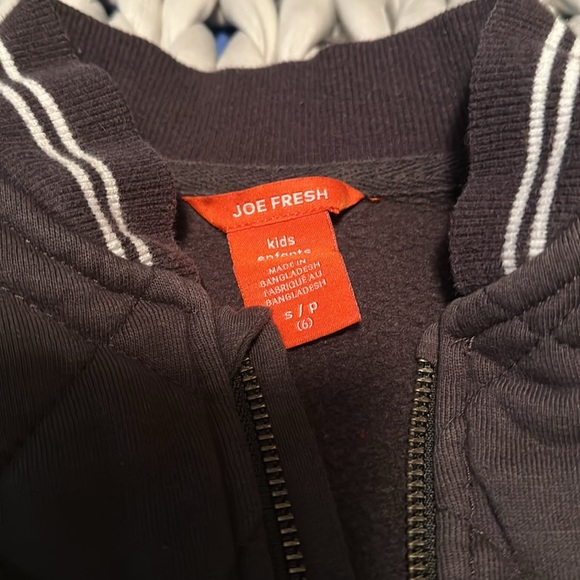 JOE FRESH
kids
enfants
MADE IN
BANGLADESH
FABRIQUÉ AU
BANGLADESH
s / p
(6)